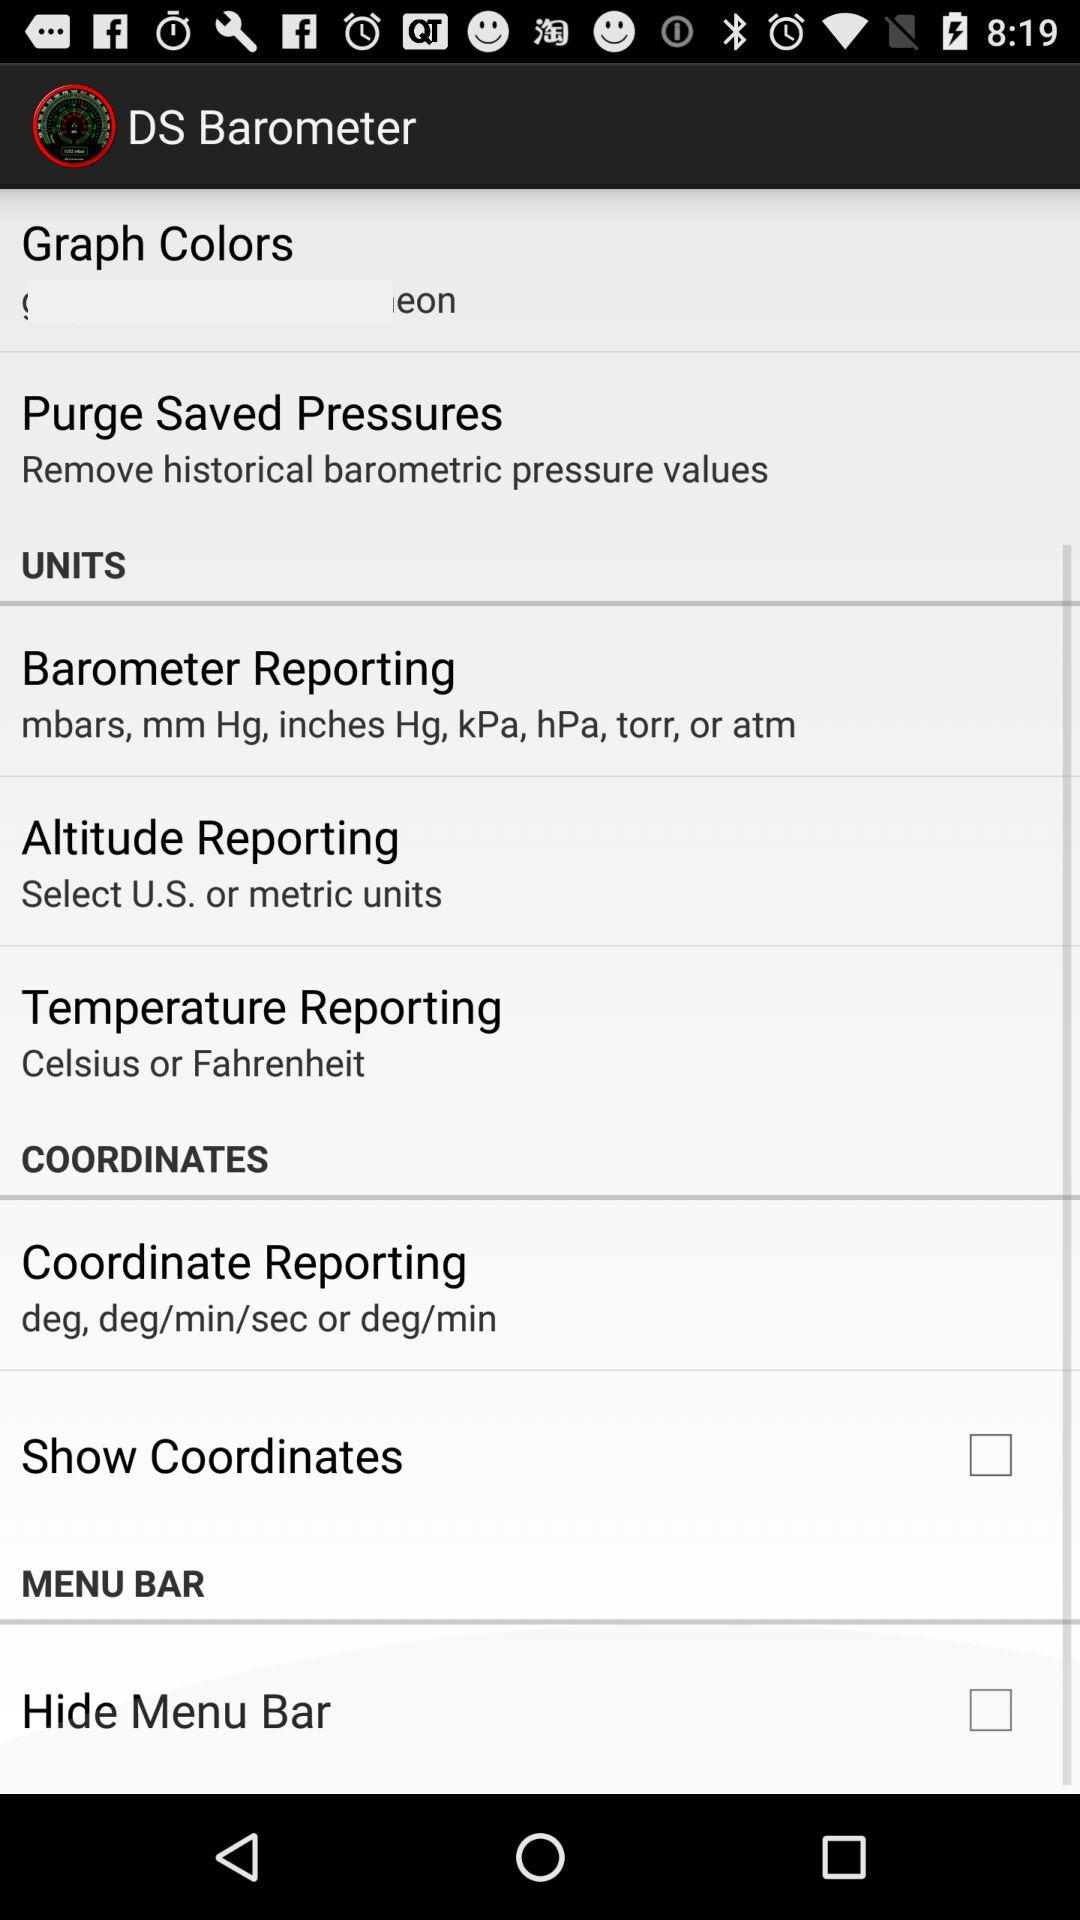 QT 淘 8:19
DS Barometer
Graph Colors
Purge Saved Pressures
Remove historical barometric pressure values
UNITS
Barometer Reporting
mbars, mm Hg, inches Hg, kPa, hPa, torr, or atm
Altitude Reporting
Select U.S. or metric units
Temperature Reporting
Celsius or Fahrenheit
COORDINATES
Coordinate Reporting
deg, deg/min/sec or deg/min
Show Coordinates
MENU BAR
Hide Menu Bar